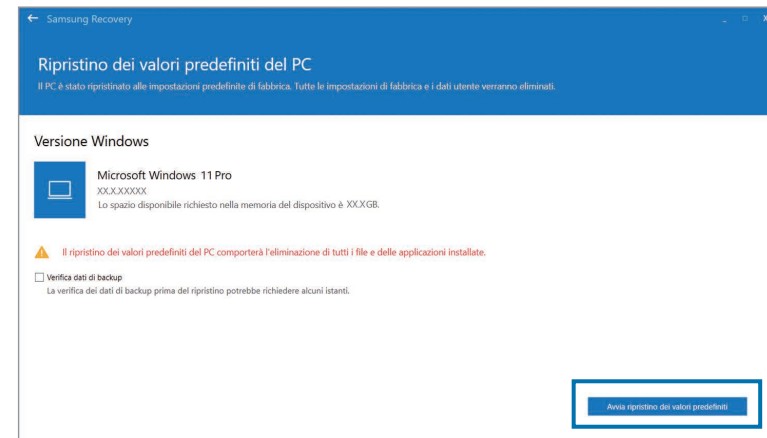 Samsung Recovery
Ripristino dei valori predefiniti del PC
Il PC è stato ripristinato alle impostazioni predefinite di fabbrica. Tutte le impostazioni di fabbrica e i dati utente verranno eliminati.
Versione Windows
Microsoft Windows 11 Pro
XX.X.XXXXX
Lo spazio disponibile richiesto nella memoria del dispositivo è XX.XGB.
Il ripristino dei valori predefiniti del PC comporterà l'eliminazione di tutti i file e delle applicazioni installate.
Verifica dati di backup
La verifica dei dati di backup prima del ripristino potrebbe richiedere alcuni istanti.
Avvia ripristino dei valori predefiniti